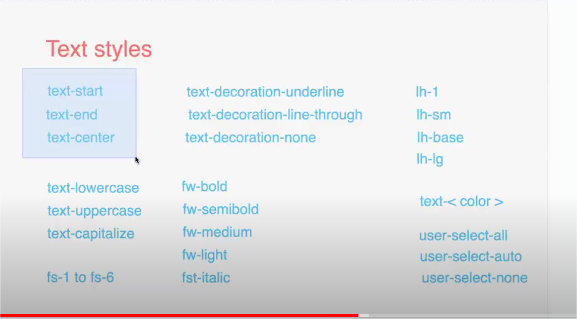 Text styles
text-start
text-end
text-center
text-lowercase
text-uppercase
text-capitalize
fs-1 to fs-6
text-decoration-underline
text-decoration-line-through
text-decoration-none
fw-bold
fw-semibold
fw-medium
fw-light
fst-italic
lh-1
lh-sm
lh-base
lh-lg
text-< color >
user-select-all
user-select-auto
user-select-none